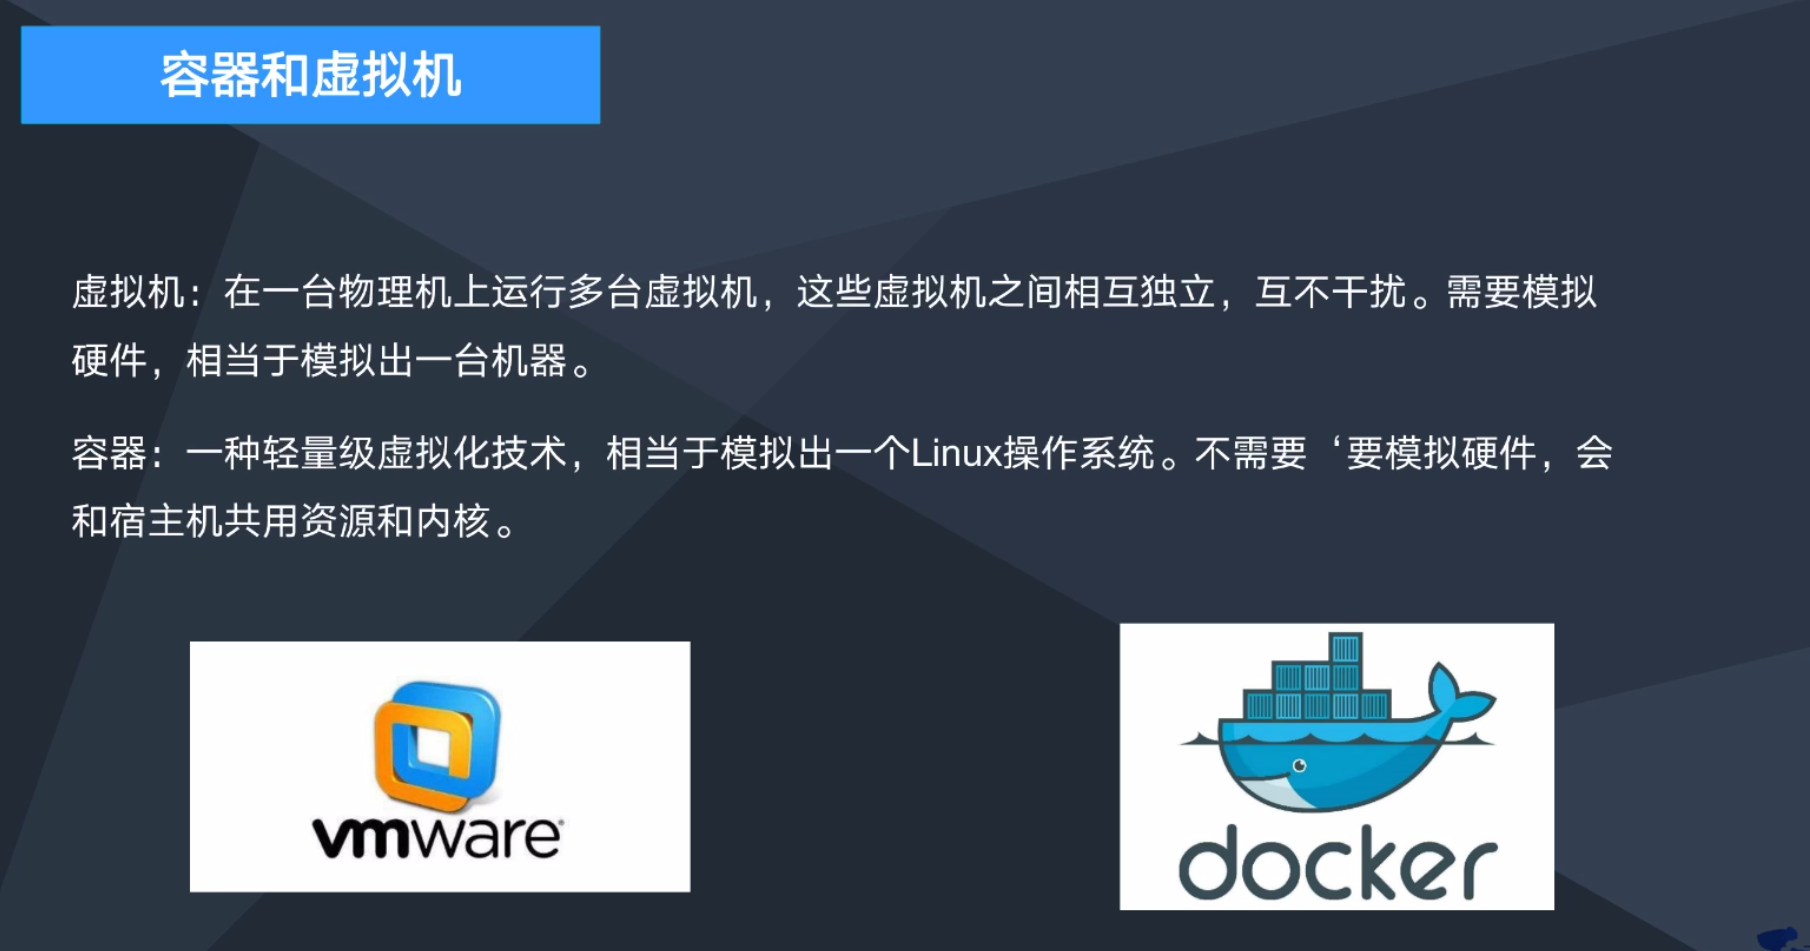 容器和虚拟机
虚拟机：在一台物理机上运行多台虚拟机，这些虚拟机之间相互独立，互不干扰。需要模拟
硬件，相当于模拟出一台机器。
容器：一种轻量级虚拟化技术，相当于模拟出一个Linux操作系统。不需要‘要模拟硬件，会
和宿主机共用资源和内核。
vmware®
docker